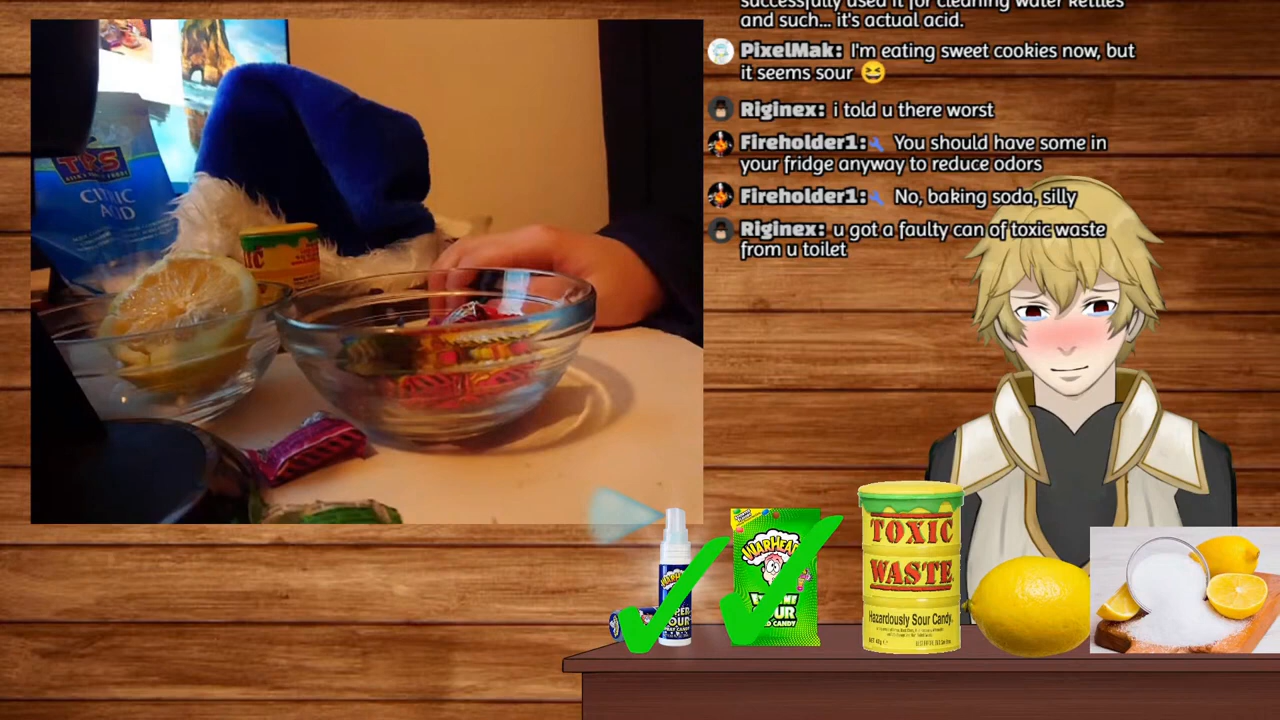 successfully used it for cleaning water kettles
and such... it's actual acid.
PixelMak: I'm eating sweet cookies now, but
it seems sour 😆
Riginex: i told u there worst
Fireholder1: You should have some in
your fridge anyway to reduce odors
Fireholder1: No, baking soda, silly
Riginex: u got a faulty can of toxic waste
from u toilet
TRS
CITRIC
ACID
IC
WARHEADS
SOUR
TOXIC
WASTE
Hazardously Sour Candy